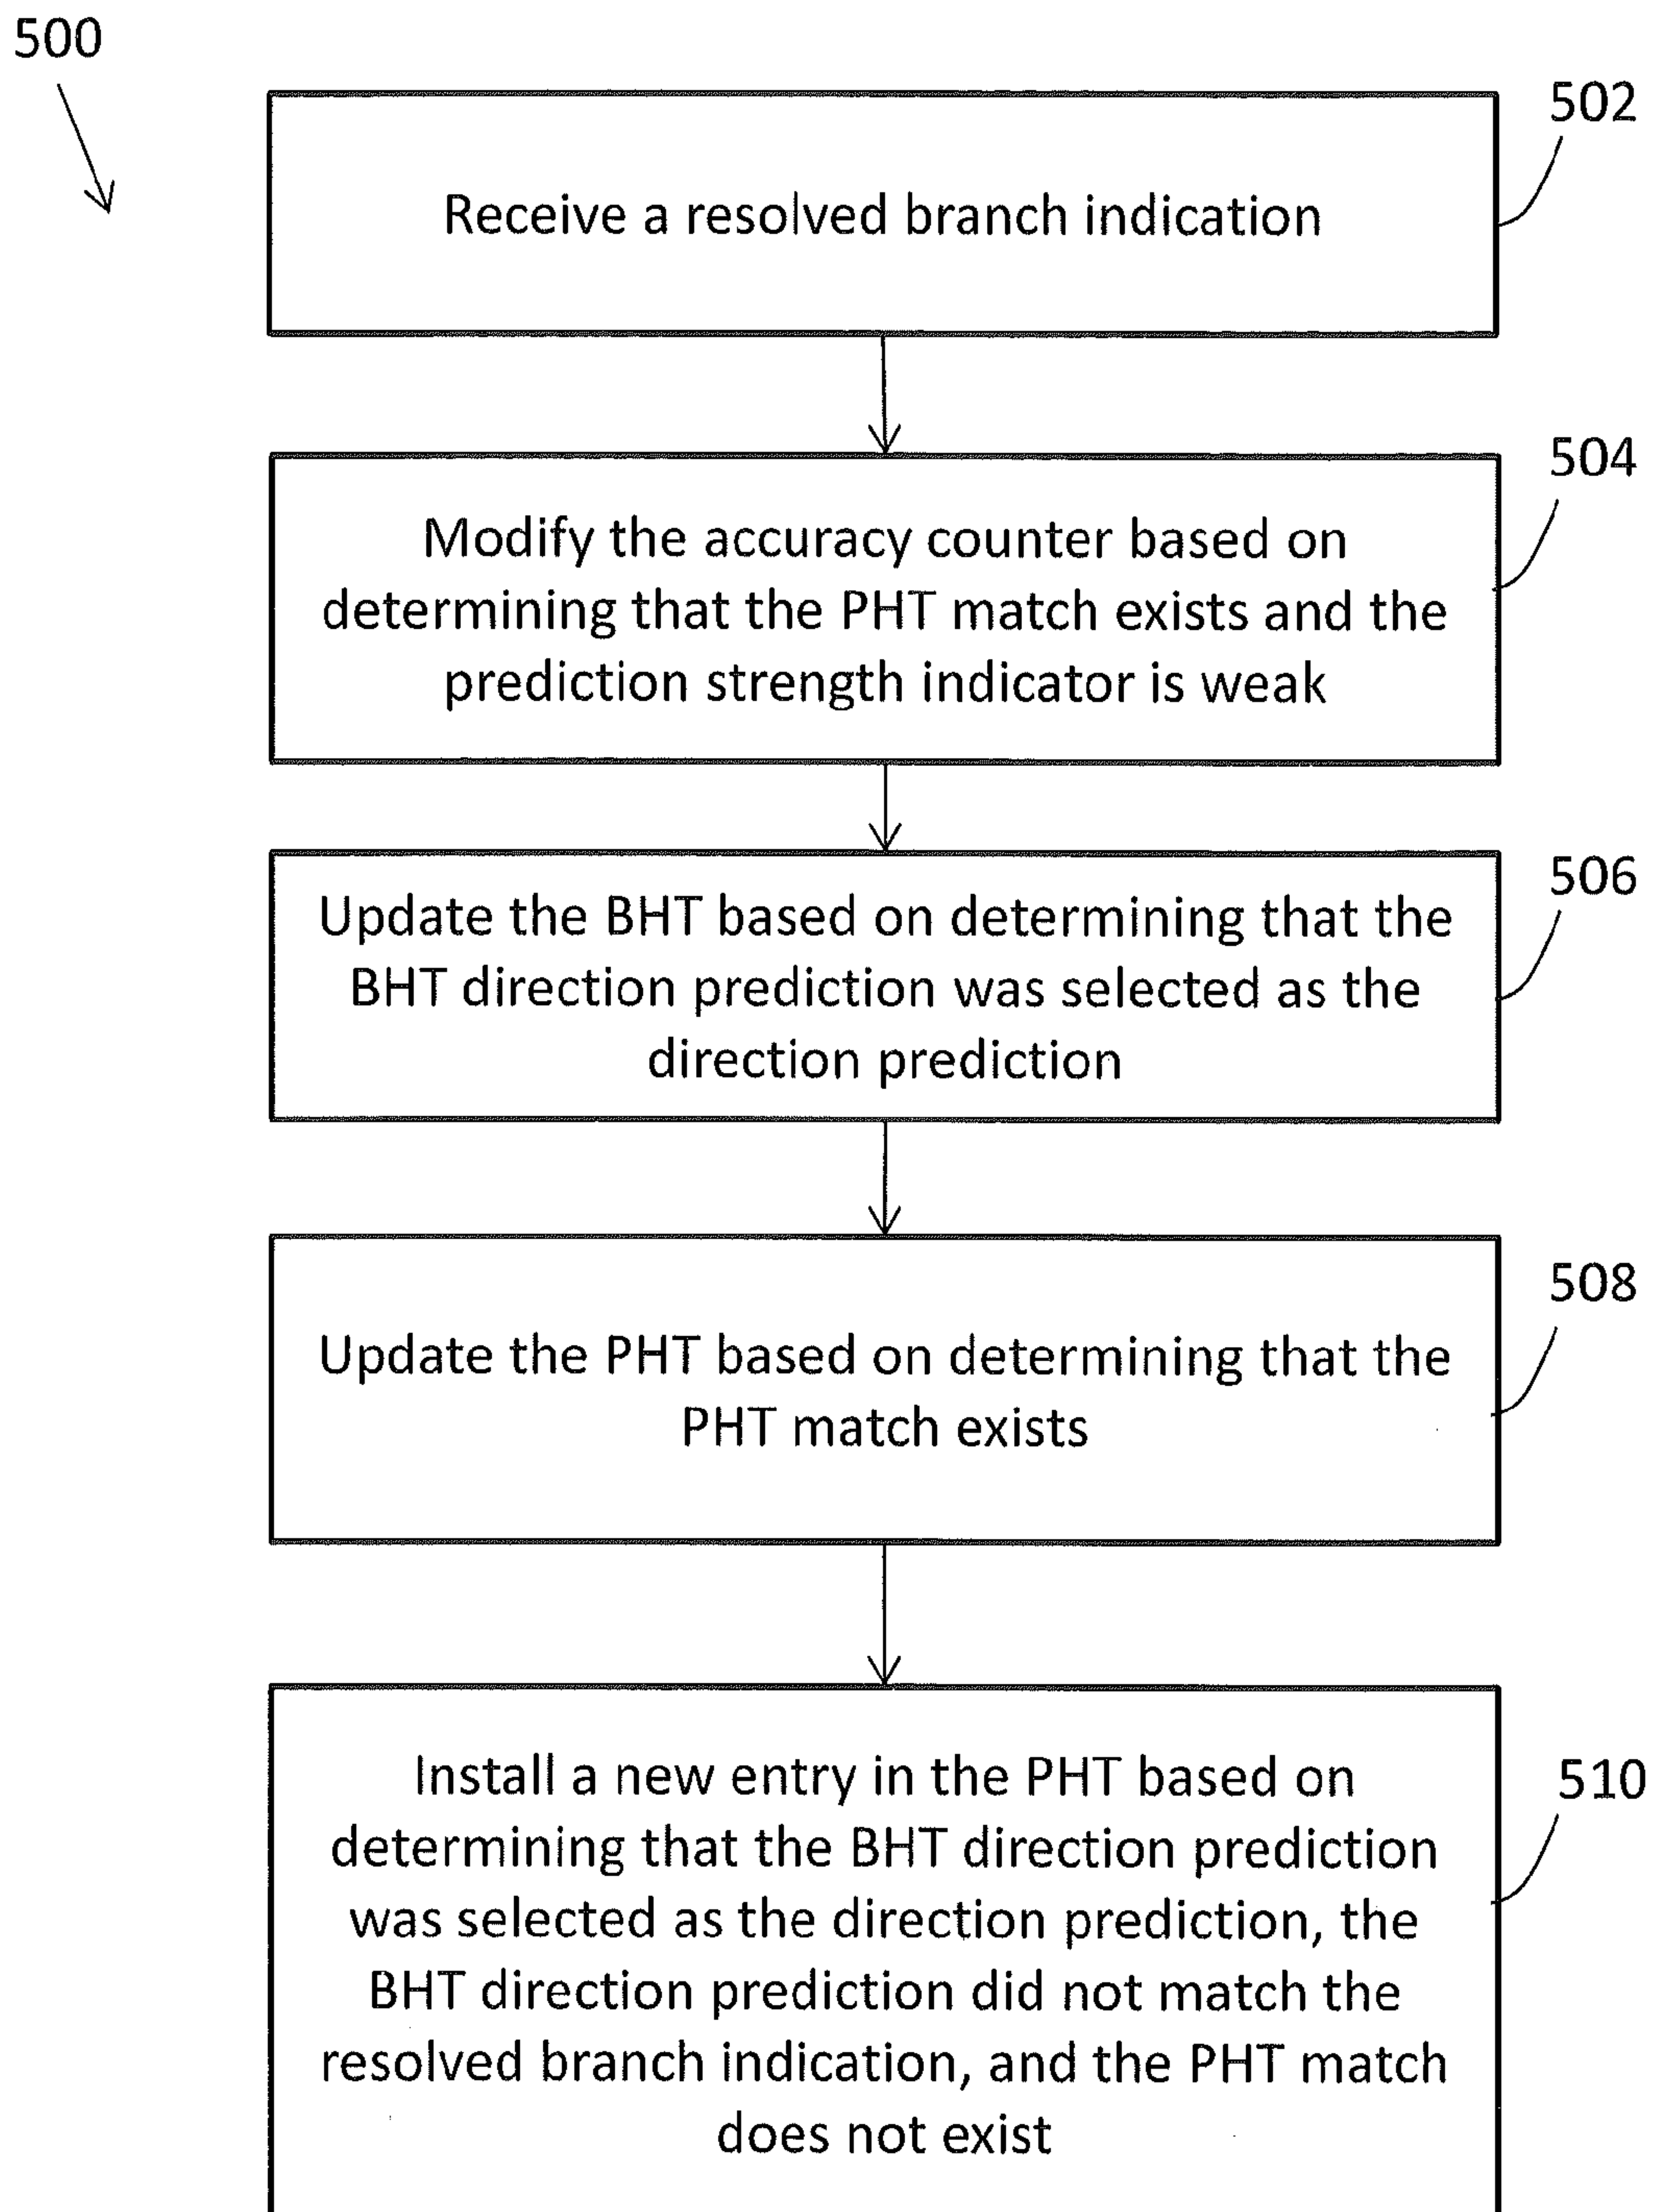 500
502
Receive a resolved branch indication
504
Modify the accuracy counter based on
determining that the PHT match exists and the
prediction strength indicator is weak
506
Update the BHT based on determining that the
BHT direction prediction was selected as the
direction prediction
508
Update the PHT based on determining that the
PHT match exists
510
Install a new entry in the PHT based on
determining that the BHT direction prediction
was selected as the direction prediction, the
BHT direction prediction did not match the
resolved branch indication, and the PHT match
does not exist